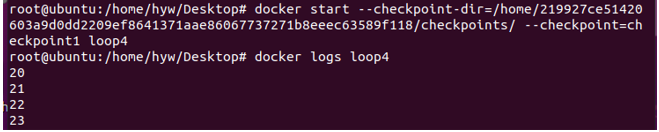 root@ubuntu:/home/hyw/Desktop# docker start --checkpoint-dir=/home/219927ce51420
603a9d0dd2209ef8641371aae86067737271b8eeec63589f118/checkpoints/ --checkpoint=ch
eckpoint1 loop4
root@ubuntu:/home/hyw/Desktop# docker logs loop4
20
21
22
23